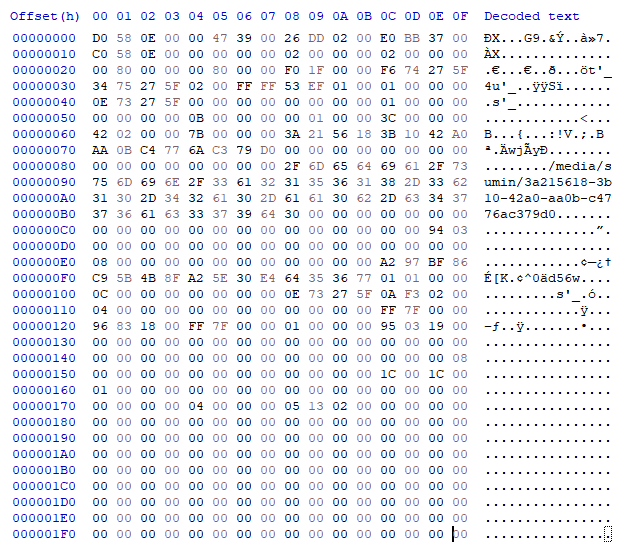 Offset(h) 00 01 02 03 04 05 06 07 08 09 0A 0B 0C 0D 0E 0F Decoded text
00000000 D0 58 0E 00 00 47 39 00 26 DD 02 00 E0 BB 37 00 ÐX...G9.&Ý..à»7.
00000010 C0 58 0E 00 00 00 00 00 02 00 00 00 02 00 00 00 ÀX..............
00000020 00 80 00 00 00 80 00 00 F0 1F 00 00 F6 74 27 5F .€...€..ð...öt'_
00000030 34 75 27 5F 02 00 FF FF 53 EF 01 00 01 00 00 00 4u'_..ÿÿSï......
00000040 0E 73 27 5F 00 00 00 00 00 00 00 00 01 00 00 00 .s'_............
00000050 00 00 00 00 0B 00 00 00 00 01 00 00 3C 00 00 00 ............<...
00000060 42 02 00 00 7B 00 00 00 3A 21 56 18 3B 10 42 A0 B...{...:!V.;.B
00000070 AA 0B C4 77 6A C3 79 D0 00 00 00 00 00 00 00 00 ª.ÄwjÃyÐ........
00000080 00 00 00 00 00 00 00 00 2F 6D 65 64 69 61 2F 73 ......../media/s
00000090 75 6D 69 6E 2F 33 61 32 31 35 36 31 38 2D 33 62 umin/3a215618-3b
000000A0 31 30 2D 34 32 61 30 2D 61 61 30 62 2D 63 34 37 10-42a0-aa0b-c47
000000B0 37 36 61 63 33 37 39 64 30 00 00 00 00 00 00 00 76ac379d0.......
000000C0 00 00 00 00 00 00 00 00 00 00 00 00 00 00 94 03 ..............”.
000000D0 00 00 00 00 00 00 00 00 00 00 00 00 00 00 00 00 ................
000000E0 08 00 00 00 00 00 00 00 00 00 00 00 A2 97 BF 86 ............¢—¿†
000000F0 C9 5B 4B 8F A2 5E 30 E4 64 35 36 77 01 01 00 00 É[K.¢^0äd56w....
00000100 0C 00 00 00 00 00 00 00 0E 73 27 5F 0A F3 02 00 .........s'_.ó..
00000110 04 00 00 00 00 00 00 00 00 00 00 00 FF 7F 00 00 ............ÿ...
00000120 96 83 18 00 FF 7F 00 00 01 00 00 00 95 03 19 00 –ƒ..ÿ.......•...
00000130 00 00 00 00 00 00 00 00 00 00 00 00 00 00 00 00 ................
00000140 00 00 00 00 00 00 00 00 00 00 00 00 00 00 00 08 ................
00000150 00 00 00 00 00 00 00 00 00 00 00 00 1C 00 1C 00 ................
00000160 01 00 00 00 00 00 00 00 00 00 00 00 00 00 00 00 ................
00000170 00 00 00 00 04 00 00 00 05 13 02 00 00 00 00 00 ................
00000180 00 00 00 00 00 00 00 00 00 00 00 00 00 00 00 00 ................
00000190 00 00 00 00 00 00 00 00 00 00 00 00 00 00 00 00 ................
000001A0 00 00 00 00 00 00 00 00 00 00 00 00 00 00 00 00 ................
000001B0 00 00 00 00 00 00 00 00 00 00 00 00 00 00 00 00 ................
000001C0 00 00 00 00 00 00 00 00 00 00 00 00 00 00 00 00 ................
000001D0 00 00 00 00 00 00 00 00 00 00 00 00 00 00 00 00 ................
000001E0 00 00 00 00 00 00 00 00 00 00 00 00 00 00 00 00 ................
000001F0 00 00 00 00 00 00 00 00 00 00 00 00 00 00 00 00 ................